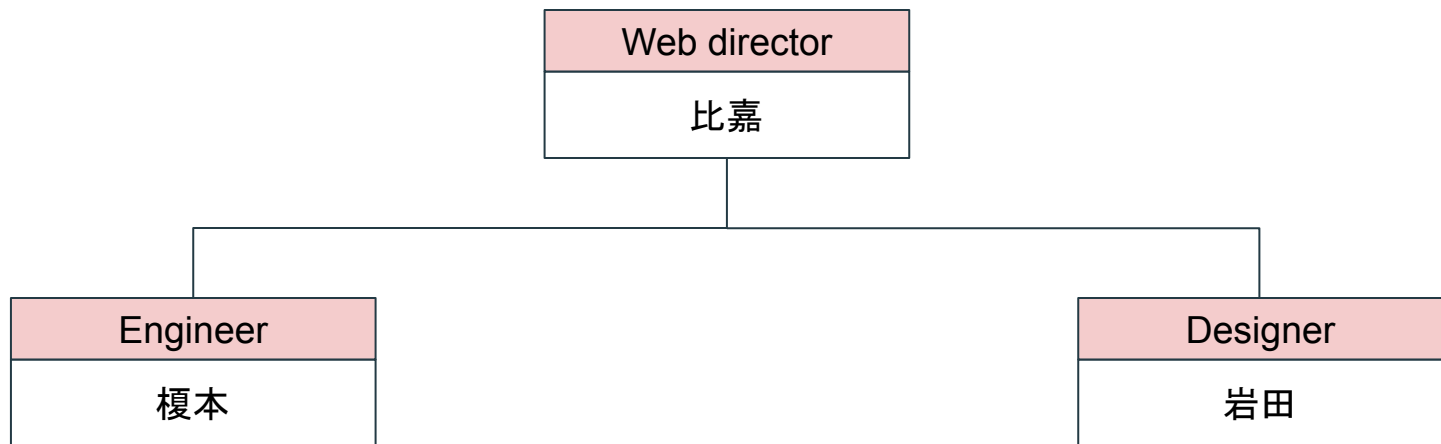 Web director
比嘉
Engineer
榎本
Designer
岩田